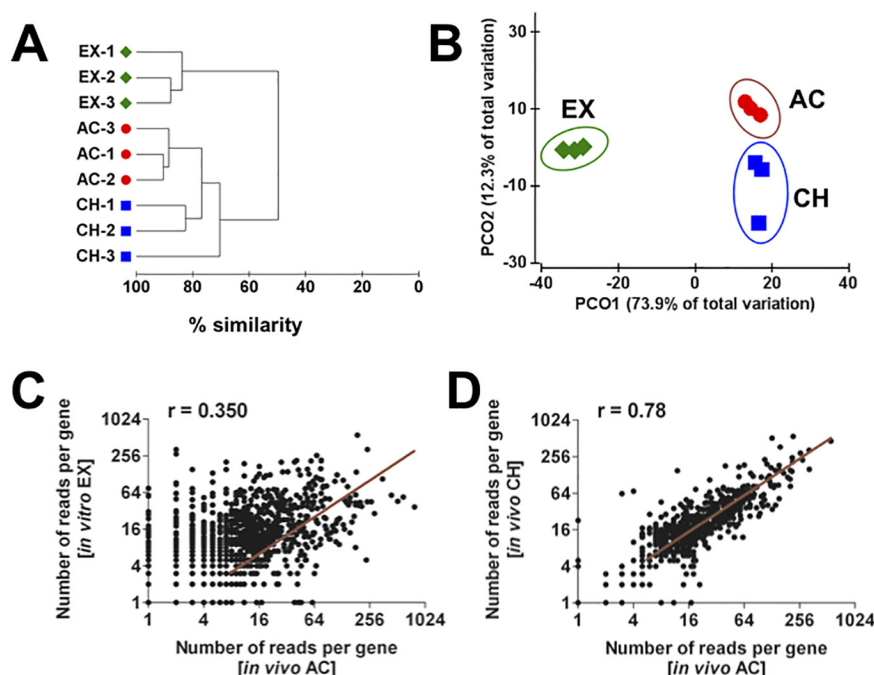 A
EX-1
EX-2
EX-3
AC-3
AC-1
AC-2
CH-1
CH-2
CH-3
100 80 60 40 20 0
% similarity
B
PCO2 (12.3% of total variation)
30
10
-10
-30
EX
AC
CH
-40 -20 0 20 40
PCO1 (73.9% of total variation)
C
r = 0.350
Number of reads per gene
[in vitro EX]
1024
256
64
16
4
1
1 4 16 64 256 1024
Number of reads per gene
[in vivo AC]
D
r = 0.78
Number of reads per gene
[in vivo CH]
1024
256
64
16
4
1
1 4 16 64 256 1024
Number of reads per gene
[in vivo AC]